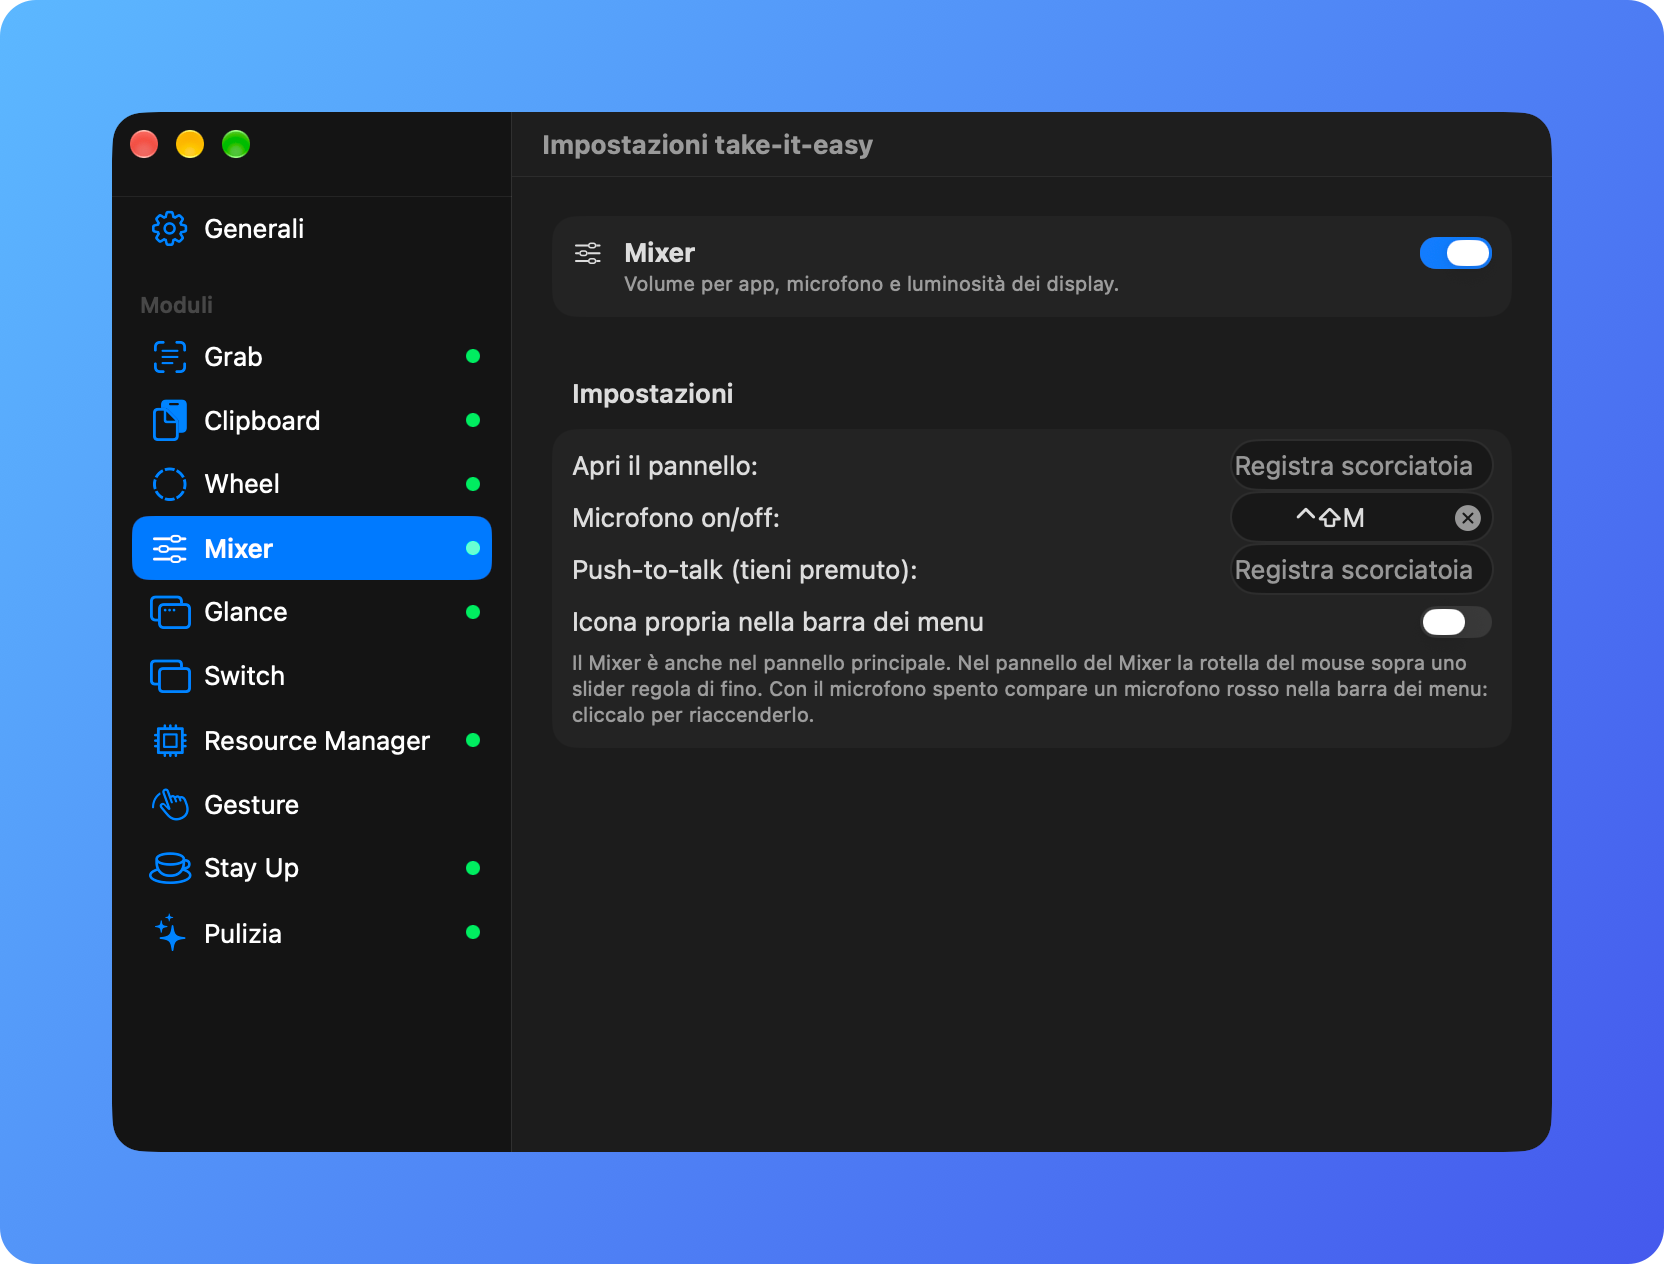 Impostazioni take-it-easy
Generali
Moduli
Grab
Clipboard
Wheel
Mixer
Glance
Switch
Resource Manager
Gesture
Stay Up
Pulizia
Mixer
Volume per app, microfono e luminosità dei display.
Impostazioni
Apri il pannello: Registra scorciatoia
Microfono on/off: ⌃⇧M
Push-to-talk (tieni premuto): Registra scorciatoia
Icona propria nella barra dei menu
Il Mixer è anche nel pannello principale. Nel pannello del Mixer la rotella del mouse sopra uno
slider regola di fino. Con il microfono spento compare un microfono rosso nella barra dei menu:
cliccalo per riaccenderlo.